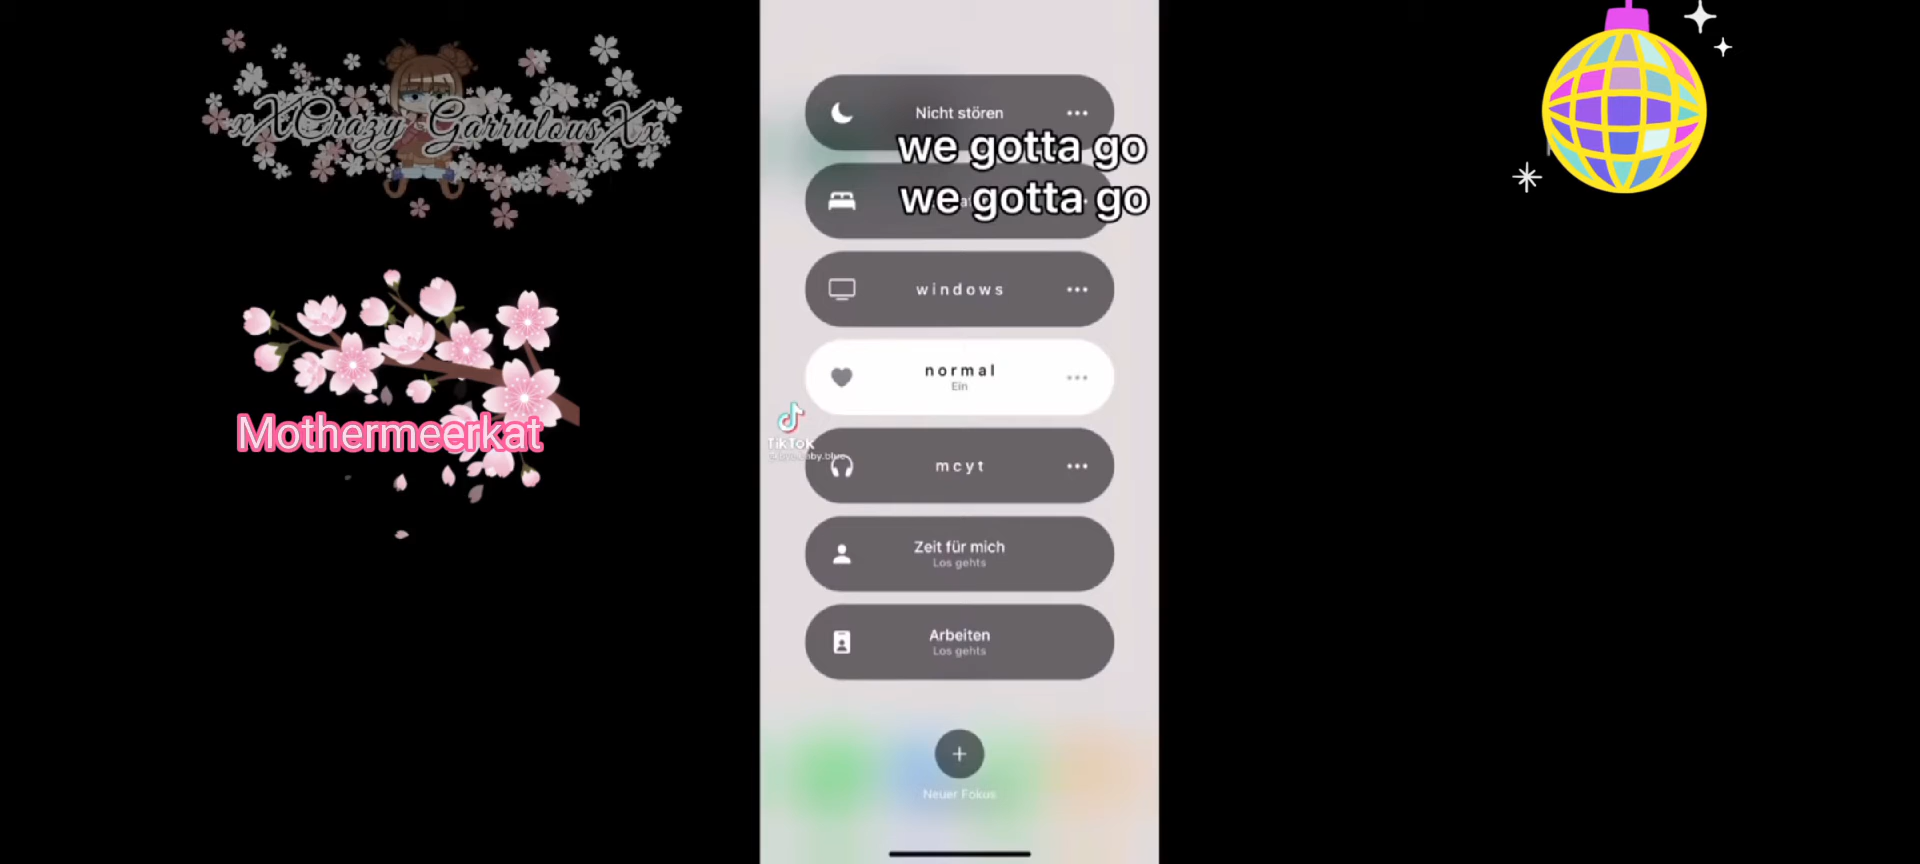 xXCrazy GarrulousXx
Mothermeerkat
Nicht stören
we gotta go
we gotta go
windows
normal
Ein
TikTok
mcyt
Zeit für mich
Los gehts
Arbeiten
Los gehts
Neuer Fokus